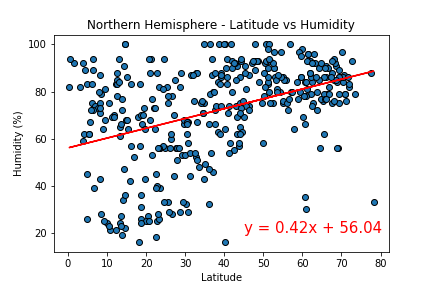 Northern Hemisphere - Latitude vs Humidity
100
80
60
40
20
Humidity (%)
y = 0.42x + 56.04
0 10 20 30 40 50 60 70 80
Latitude